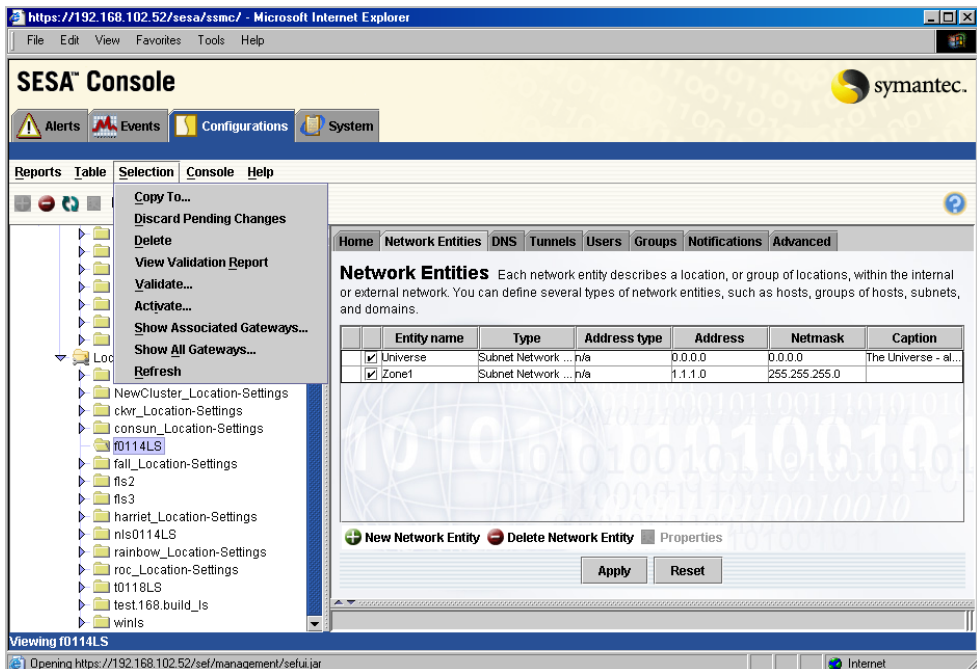 https://192.168.102.52/sesa/ssmc/ - Microsoft Internet Explorer
File Edit View Favorites Tools Help
SESA™ Console
symantec.
Alerts Events Configurations System
Reports Table Selection Console Help
Copy To...
Discard Pending Changes
Delete
View Validation Report
Validate...
Activate...
Show Associated Gateways...
Show All Gateways...
Refresh
Loc
NewCluster_Location-Settings
ckvr_Location-Settings
consun_Location-Settings
f0114LS
fall_Location-Settings
fls2
fls3
harriet_Location-Settings
nls0114LS
rainbow_Location-Settings
roc_Location-Settings
t0118LS
test.168.build_ls
winls
Home Network Entities DNS Tunnels Users Groups Notifications Advanced
Network Entities Each network entity describes a location, or group of locations, within the internal
or external network. You can define several types of network entities, such as hosts, groups of hosts, subnets,
and domains.
Entity name Type Address type Address Netmask Caption
Universe Subnet Network ... n/a 0.0.0.0 0.0.0.0 The Universe - al...
Zone1 Subnet Network ... n/a 1.1.1.0 255.255.255.0
New Network Entity Delete Network Entity Properties
Apply Reset
Viewing f0114LS
Opening https://192.168.102.52/sef/management/sefui.jar Internet